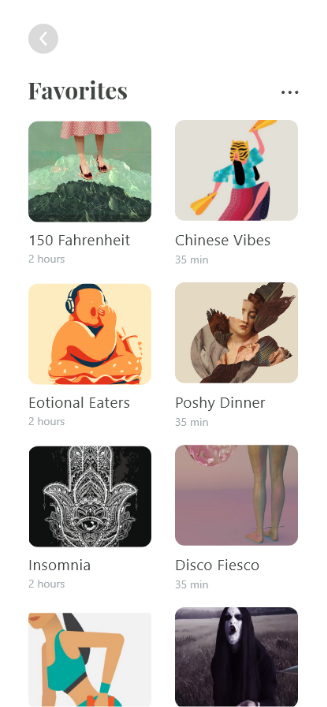 Favorites
150 Fahrenheit
2 hours
Chinese Vibes
35 min
Eotional Eaters
2 hours
Poshy Dinner
35 min
Insomnia
2 hours
Disco Fiesco
35 min